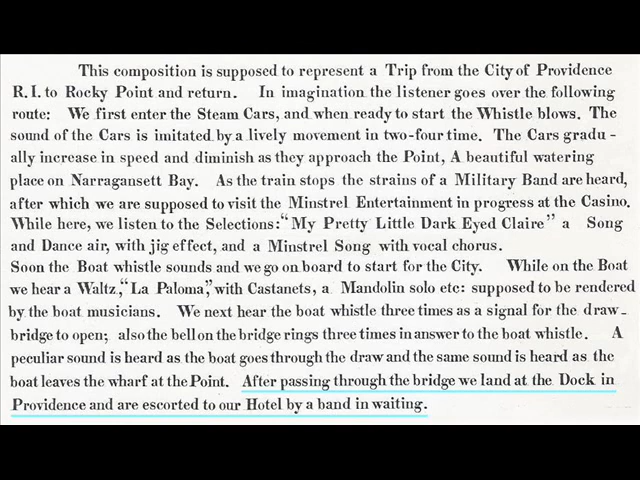 This composition is supposed to represent a Trip from the City of Providence
R.I. to Rocky Point and return. In imagination the listener goes over the following
route: We first enter the Steam Cars, and when ready to start the Whistle blows. The
sound of the Cars is imitated by a lively movement in two-four time. The Cars gradu-
ally increase in speed and diminish as they approach the Point, A beautiful watering
place on Narragansett Bay. As the train stops the strains of a Military Band are heard,
after which we are supposed to visit the Minstrel Entertainment in progress at the Casino.
While here, we listen to the Selections: "My Pretty Little Dark Eyed Claire" a Song
and Dance air, with jig effect, and a Minstrel Song with vocal chorus.
Soon the Boat whistle sounds and we go on board to start for the City. While on the Boat
we hear a Waltz, "La Paloma", with Castanets, a Mandolin solo etc: supposed to be rendered
by the boat musicians. We next hear the boat whistle three times as a signal for the draw-
bridge to open; also the bell on the bridge rings three times in answer to the boat whistle. A
peculiar sound is heard as the boat goes through the draw and the same sound is heard as the
boat leaves the wharf at the Point. After passing through the bridge we land at the Dock in
Providence and are escorted to our Hotel by a band in waiting.